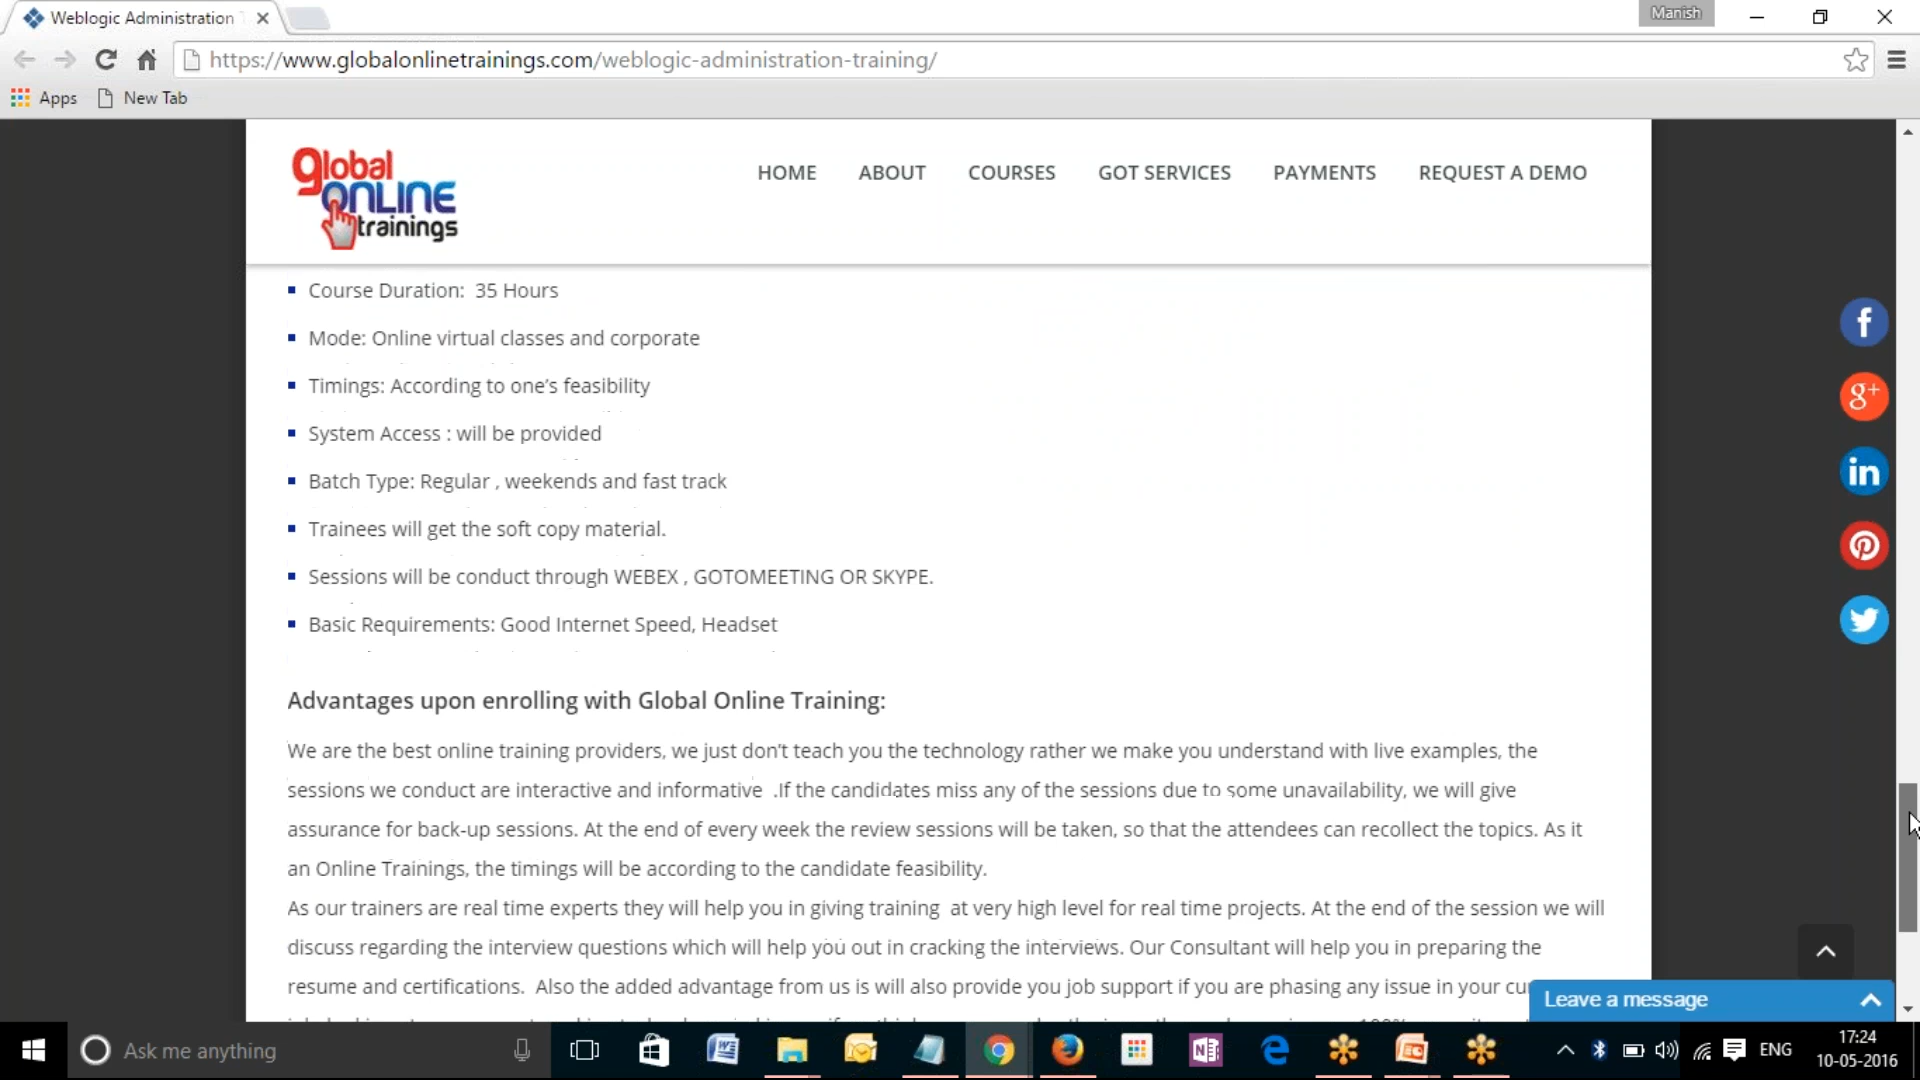 Weblogic Administration
Manish
https://www.globalonlinetrainings.com/weblogic-administration-training/
Apps
New Tab
global
ONLINE
trainings
HOME
ABOUT
COURSES
GOT SERVICES
PAYMENTS
REQUEST A DEMO
Course Duration:  35 Hours
Mode: Online virtual classes and corporate
Timings: According to one’s feasibility
System Access : will be provided
Batch Type: Regular , weekends and fast track
Trainees will get the soft copy material.
Sessions will be conduct through WEBEX , GOTOMEETING OR SKYPE.
Basic Requirements: Good Internet Speed, Headset
Advantages upon enrolling with Global Online Training:
We are the best online training providers, we just don’t teach you the technology rather we make you understand with live examples, the
sessions we conduct are interactive and informative  .If the candidates miss any of the sessions due to some unavailability, we will give
assurance for back-up sessions. At the end of every week the review sessions will be taken, so that the attendees can recollect the topics. As it
an Online Trainings, the timings will be according to the candidate feasibility.
As our trainers are real time experts they will help you in giving training  at very high level for real time projects. At the end of the session we will
discuss regarding the interview questions which will help you out in cracking the interviews. Our Consultant will help you in preparing the
resume and certifications.  Also the added advantage from us is will also provide you job support if you are phasing any issue in your
Leave a message
Ask me anything
ENG
17:24
10-05-2016